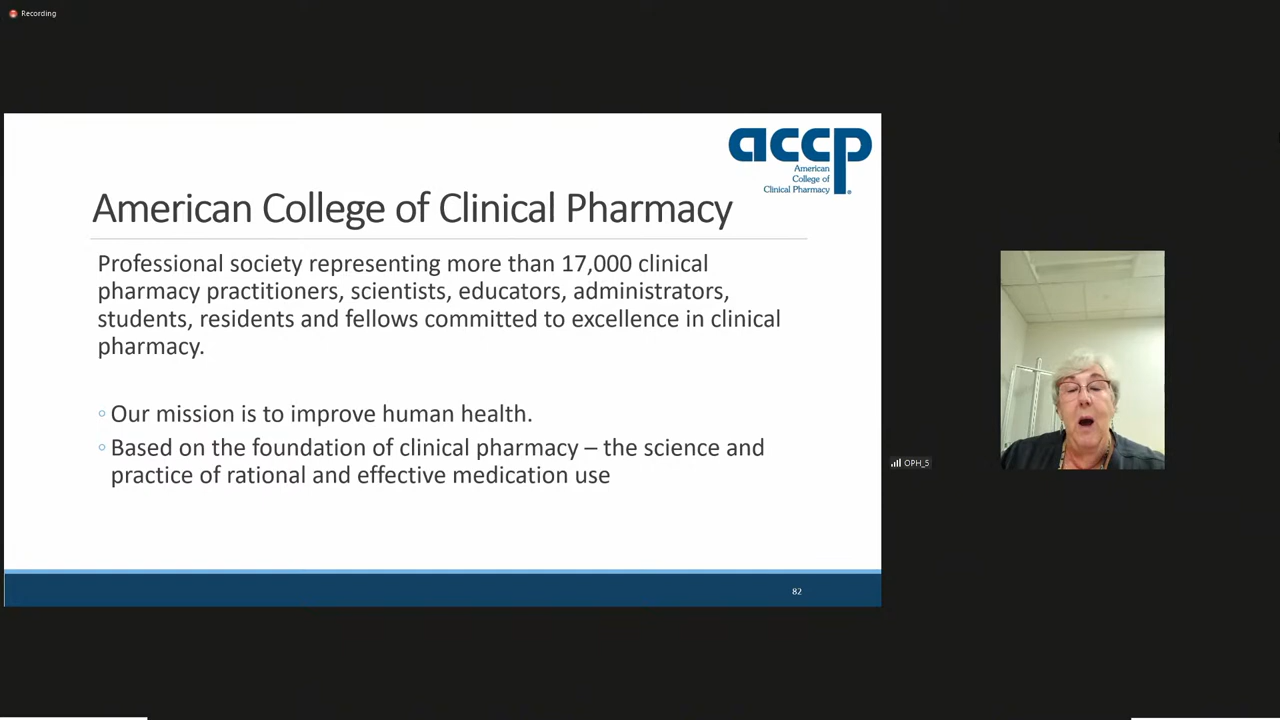 Recording
accp
American
College of
Clinical Pharmacy
American College of Clinical Pharmacy
Professional society representing more than 17,000 clinical
pharmacy practitioners, scientists, educators, administrators,
students, residents and fellows committed to excellence in clinical
pharmacy.
Our mission is to improve human health.
Based on the foundation of clinical pharmacy – the science and
practice of rational and effective medication use
82
OPH_5